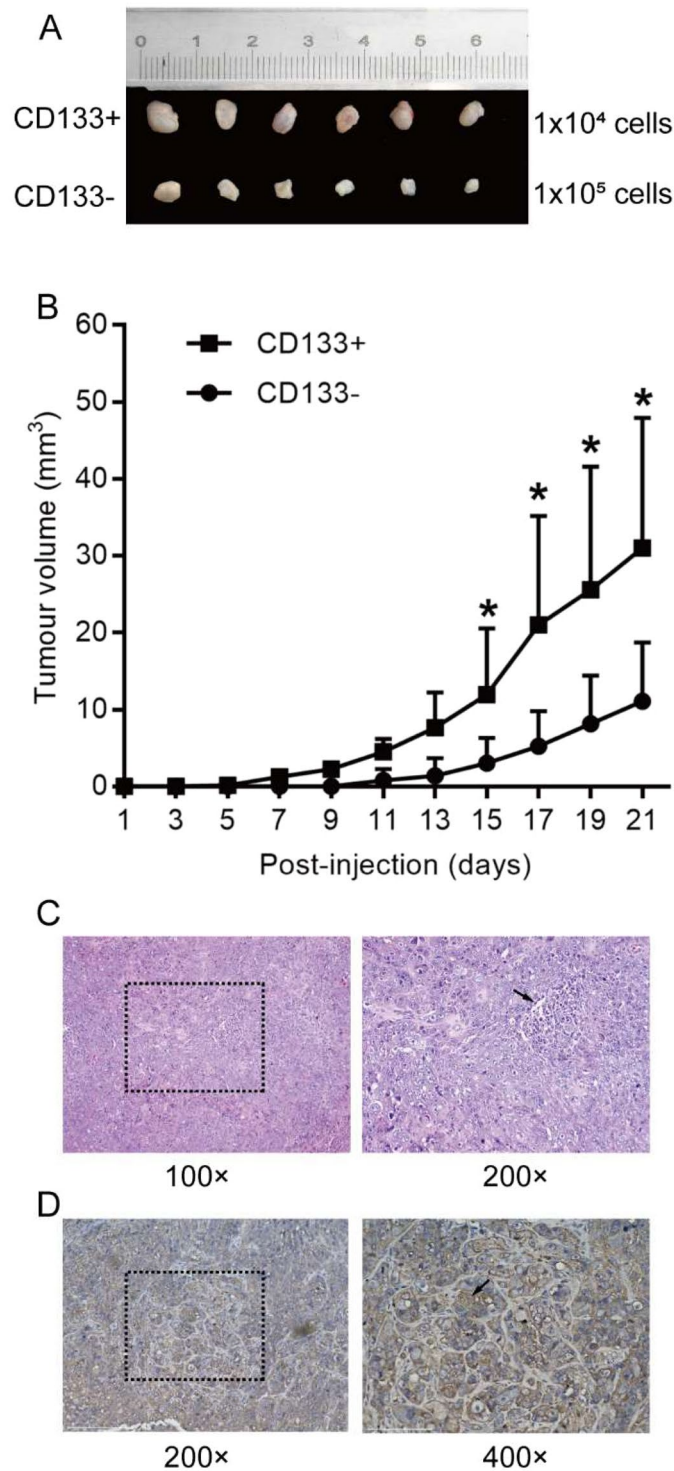 A
0 1 2 3 4 5 6
CD133+ 1x10⁴ cells
CD133- 1x10⁵ cells
B
60
50
40
30
20
10
0
Tumour volume (mm³)
CD133+
CD133-
* * * *
1 3 5 7 9 11 13 15 17 19 21
Post-injection (days)
C
100× 200×
D
200× 400×